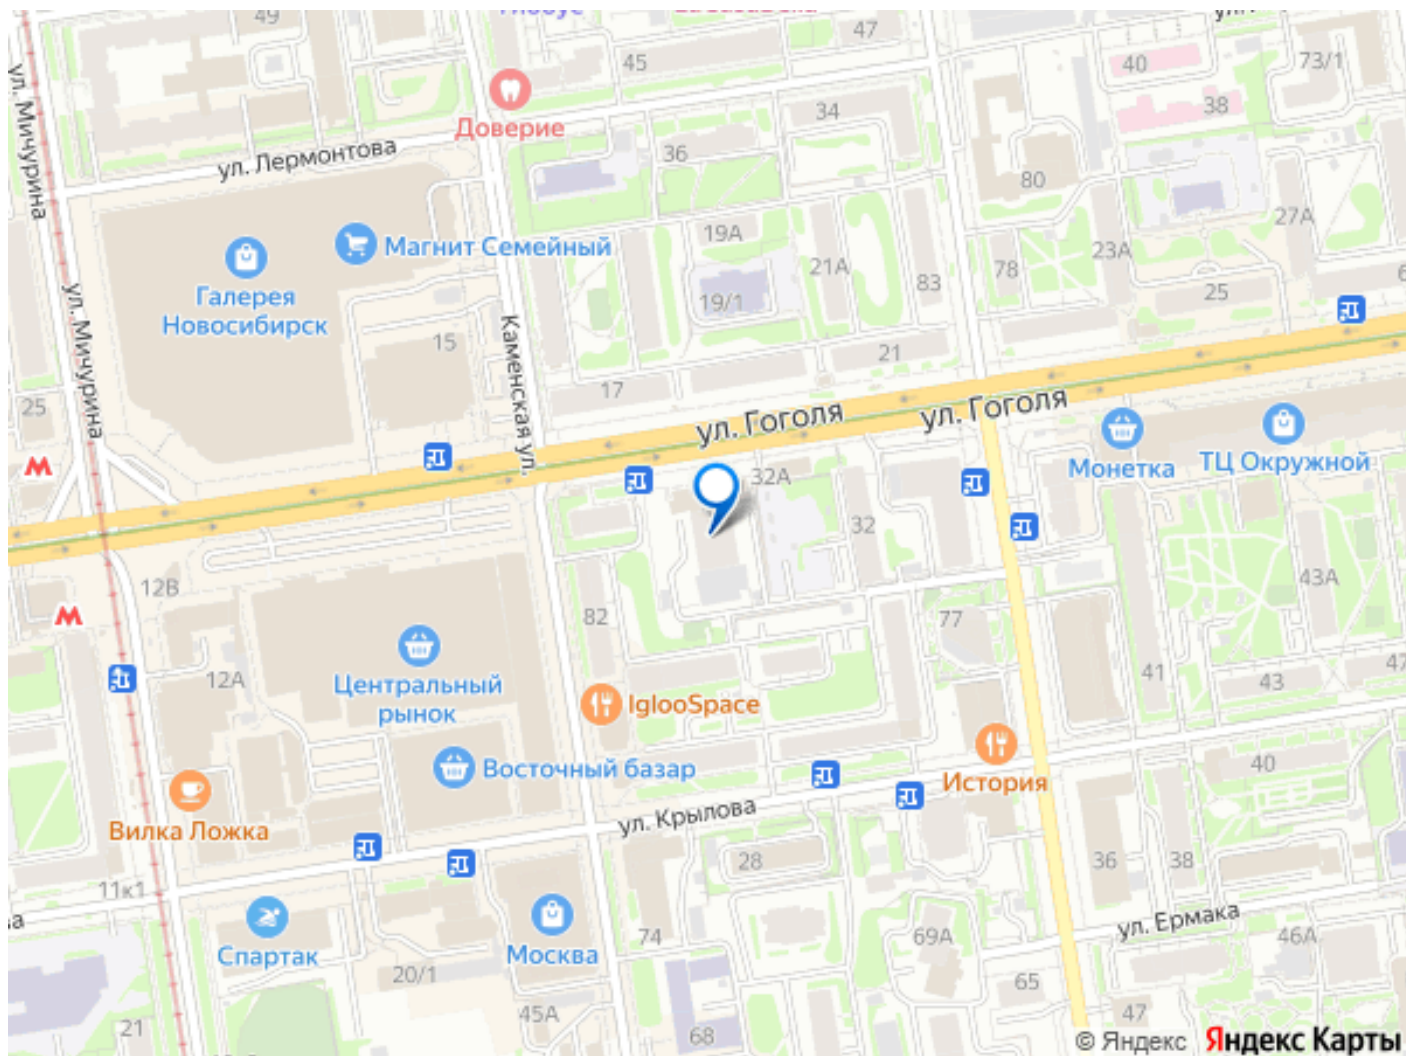 49
47
45
40
73/1
Доверие
34
38
ул. Мичурина
ул. Лермонтова
36
80
27А
Магнит Семейный
19А
23А
Галерея
Новосибирск
21А
78
83
19/1
25
ул. Мичурина
15
Каменская ул.
21
17
25
ул. Гоголя
ул. Гоголя
Монетка
ТЦ Окружной
32А
32
12В
43А
82
77
12А
Центральный
рынок
41
43
47
IglooSpace
Восточный базар
История
40
Вилка Ложка
ул. Крылова
28
36
38
11к1
ва
Спартак
Москва
74
69А
ул. Ермака
46А
20/1
65
45А
47
21
68
© Яндекс
Яндекс Карты